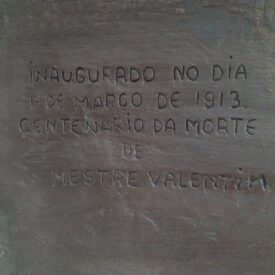 INAUGURADO NO DIA
1º DE MARÇO DE 1913.
CENTENARIO DA MORTE
DE
MESTRE VALENTIM